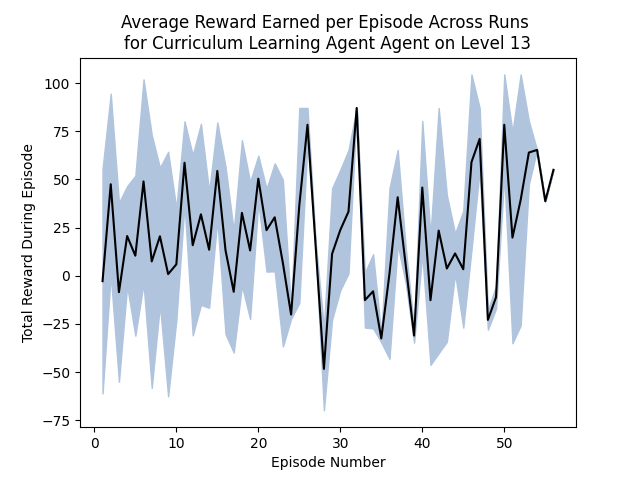 Average Reward Earned per Episode Across Runs
for Curriculum Learning Agent Agent on Level 13
Total Reward During Episode
100
75
50
25
0
−25
−50
−75
0 10 20 30 40 50
Episode Number